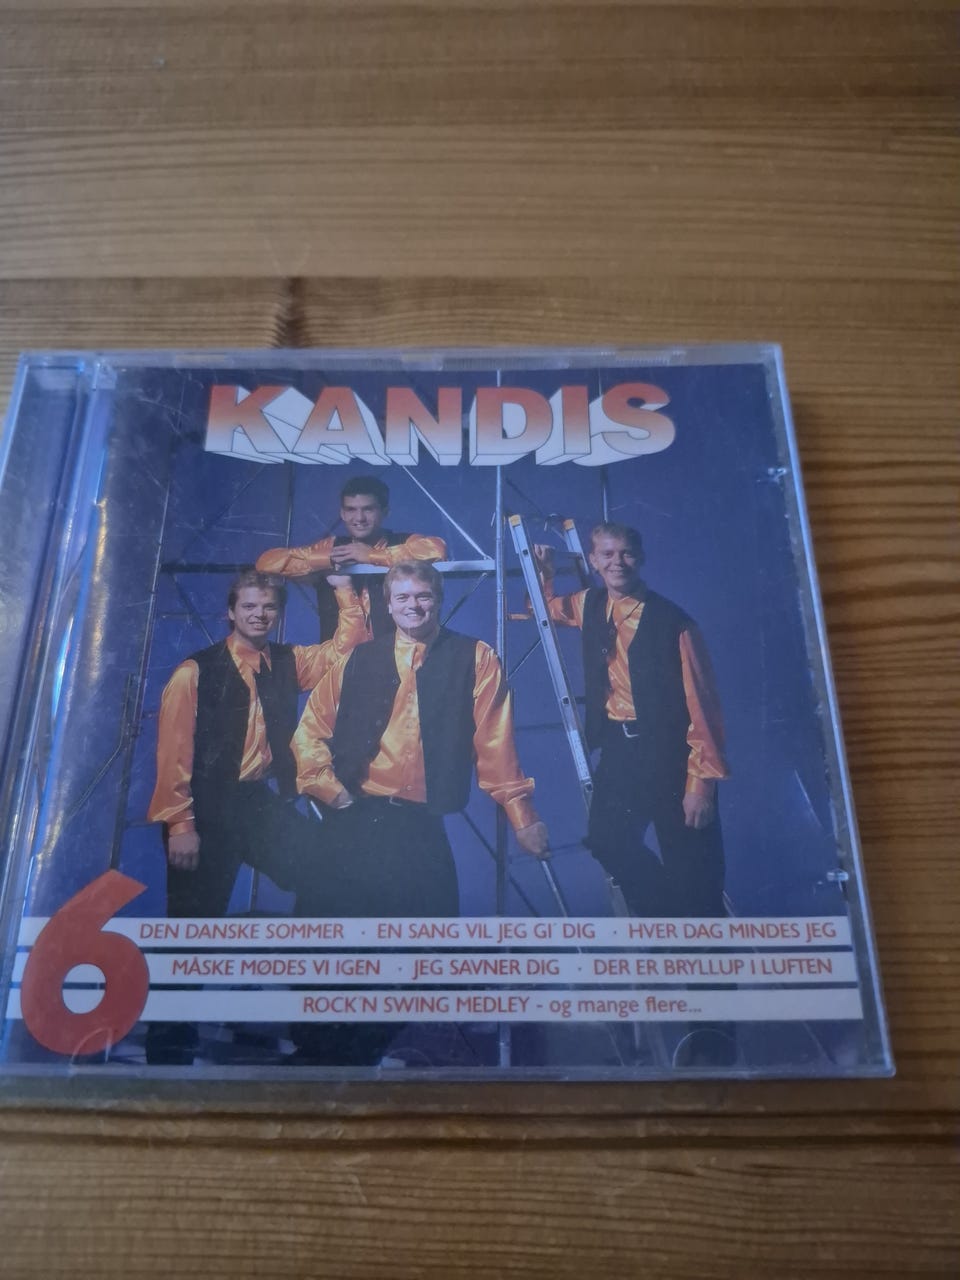 KANDIS
6
DEN DANSKE SOMMER · EN SANG VIL JEG GI´ DIG · HVER DAG MINDES JEG
MÅSKE MØDES VI IGEN · JEG SAVNER DIG · DER ER BRYLLUP I LUFTEN
ROCK´N SWING MEDLEY - og mange flere...